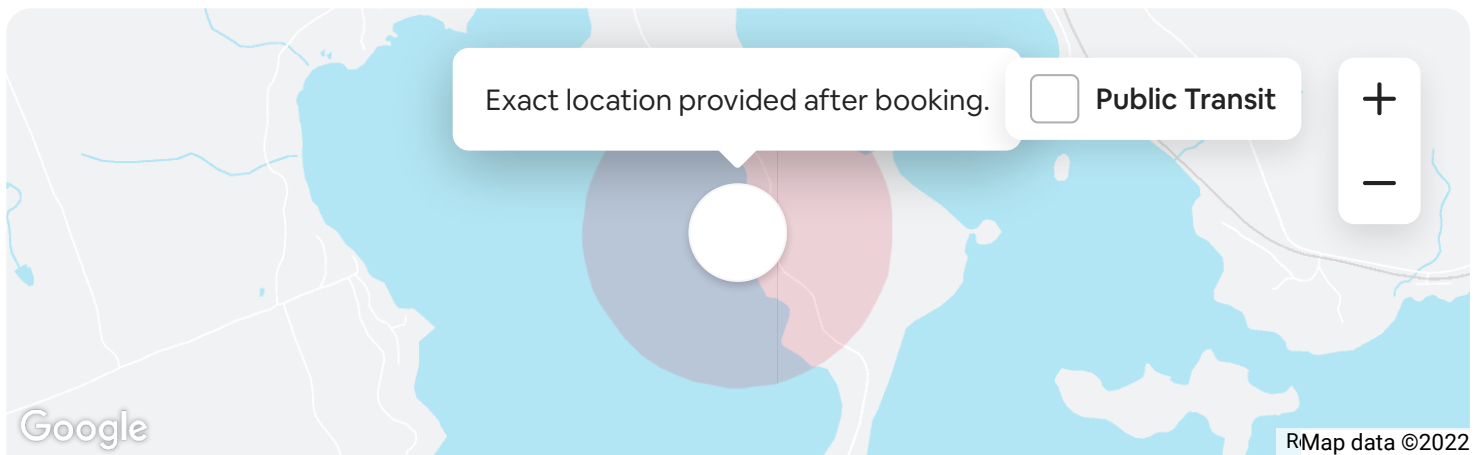 Exact location provided after booking.
Public Transit
+
−
Google
Map data ©2022